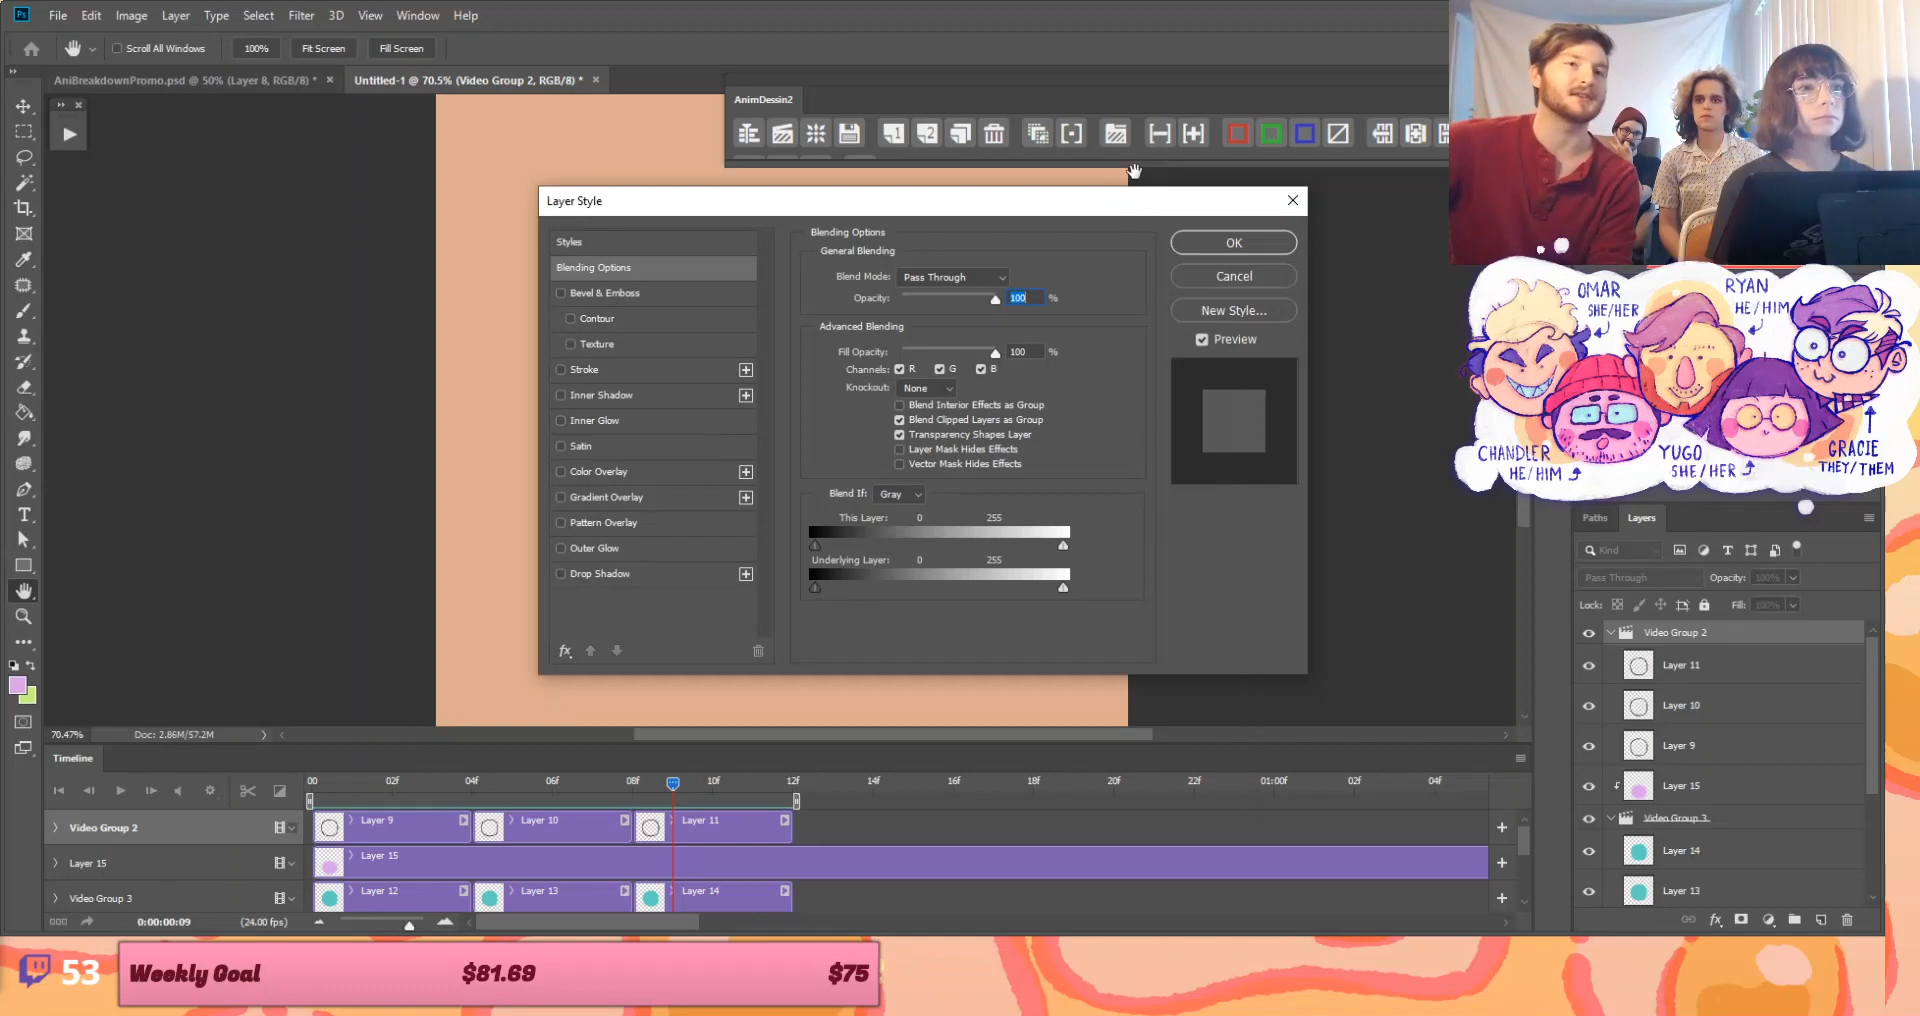 Ps File Edit Image Layer Type Select Filter 3D View Window Help
Scroll All Windows 100% Fit Screen Fill Screen
AniBreakdownPromo.psd @ 50% (Layer 8, RGB/8) * × Untitled-1 @ 70.5% (Video Group 2, RGB/8) * ×
AnimDessin2
Layer Style
Styles
Blending Options
Bevel & Emboss
Contour
Texture
Stroke
Inner Shadow
Inner Glow
Satin
Color Overlay
Gradient Overlay
Pattern Overlay
Outer Glow
Drop Shadow
fx
Blending Options
General Blending
Blend Mode: Pass Through
Opacity: 100 %
Advanced Blending
Fill Opacity: 100 %
Channels: R G B
Knockout: None
Blend Interior Effects as Group
Blend Clipped Layers as Group
Transparency Shapes Layer
Layer Mask Hides Effects
Vector Mask Hides Effects
Blend If: Gray
This Layer: 0 255
Underlying Layer: 0 255
OK
Cancel
New Style...
Preview
OMAR
SHE/HER
RYAN
HE/HIM
CHANDLER
HE/HIM
YUGO
SHE/HER
GRACIE
THEY/THEM
Paths Layers
Kind
Pass Through Opacity: 100%
Lock: Fill: 100%
Video Group 2
Layer 11
Layer 10
Layer 9
Layer 15
Video Group 3
Layer 14
Layer 13
fx
70.47% Doc: 2.86M/57.2M
Timeline
00 02f 04f 06f 08f 10f 12f 14f 16f 18f 20f 22f 01:00f 02f 04f
Video Group 2 Layer 9 Layer 10 Layer 11
Layer 15 Layer 15
Video Group 3 Layer 12 Layer 13 Layer 14
0:00:00:09 (24.00 fps)
53 Weekly Goal $81.69 $75